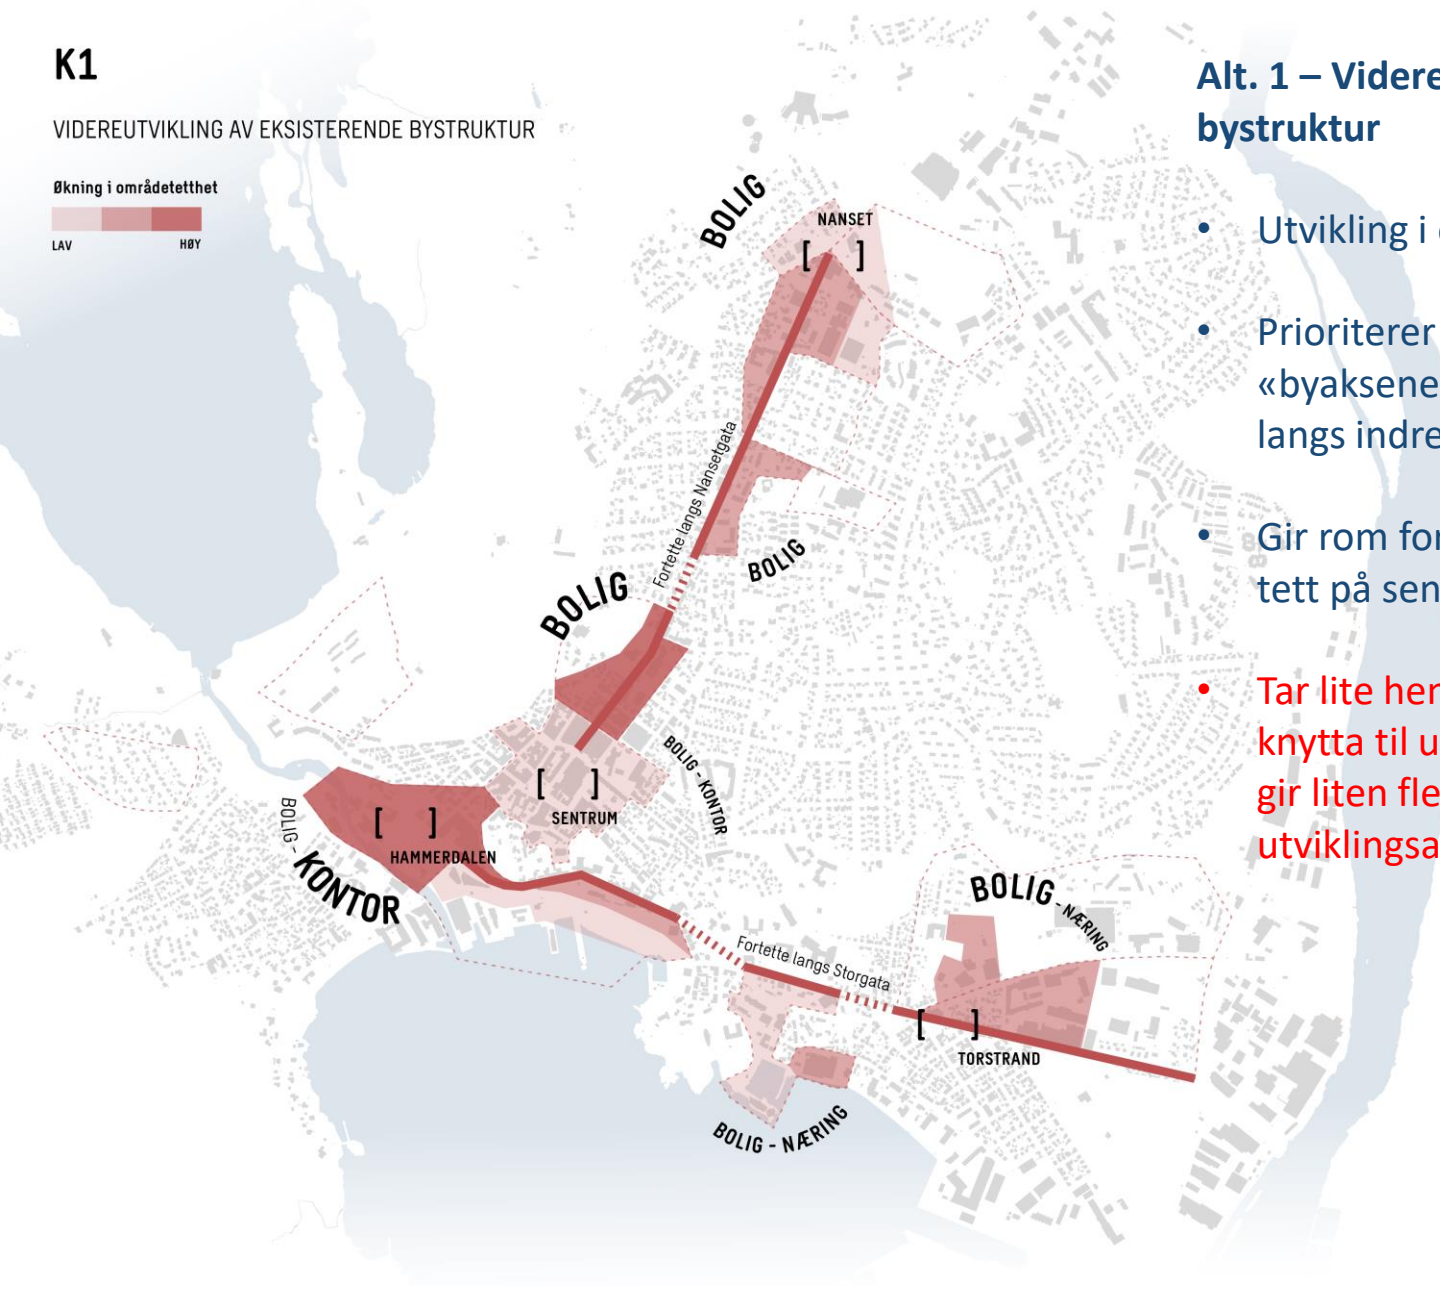 K1
VIDEREUTVIKLING AV EKSISTERENDE BYSTRUKTUR
Økning i områdetetthet
LAV
HØY
Alt. 1 – Videre
bystruktur
• Utvikling i
• Prioriterer
«byaksene
langs indre
• Gir rom for
tett på sen
• Tar lite hen
knytta til u
gir liten fle
utviklingsa
BOLIG
NANSET
[ ]
Fortette langs Nansetgata
BOLIG
BOLIG
BOLIG - KONTOR
[ ]
SENTRUM
[ ]
HAMMERDALEN
BOLIG - KONTOR
Fortette langs Storgata
BOLIG - NÆRING
[ ]
TORSTRAND
BOLIG - NÆRING